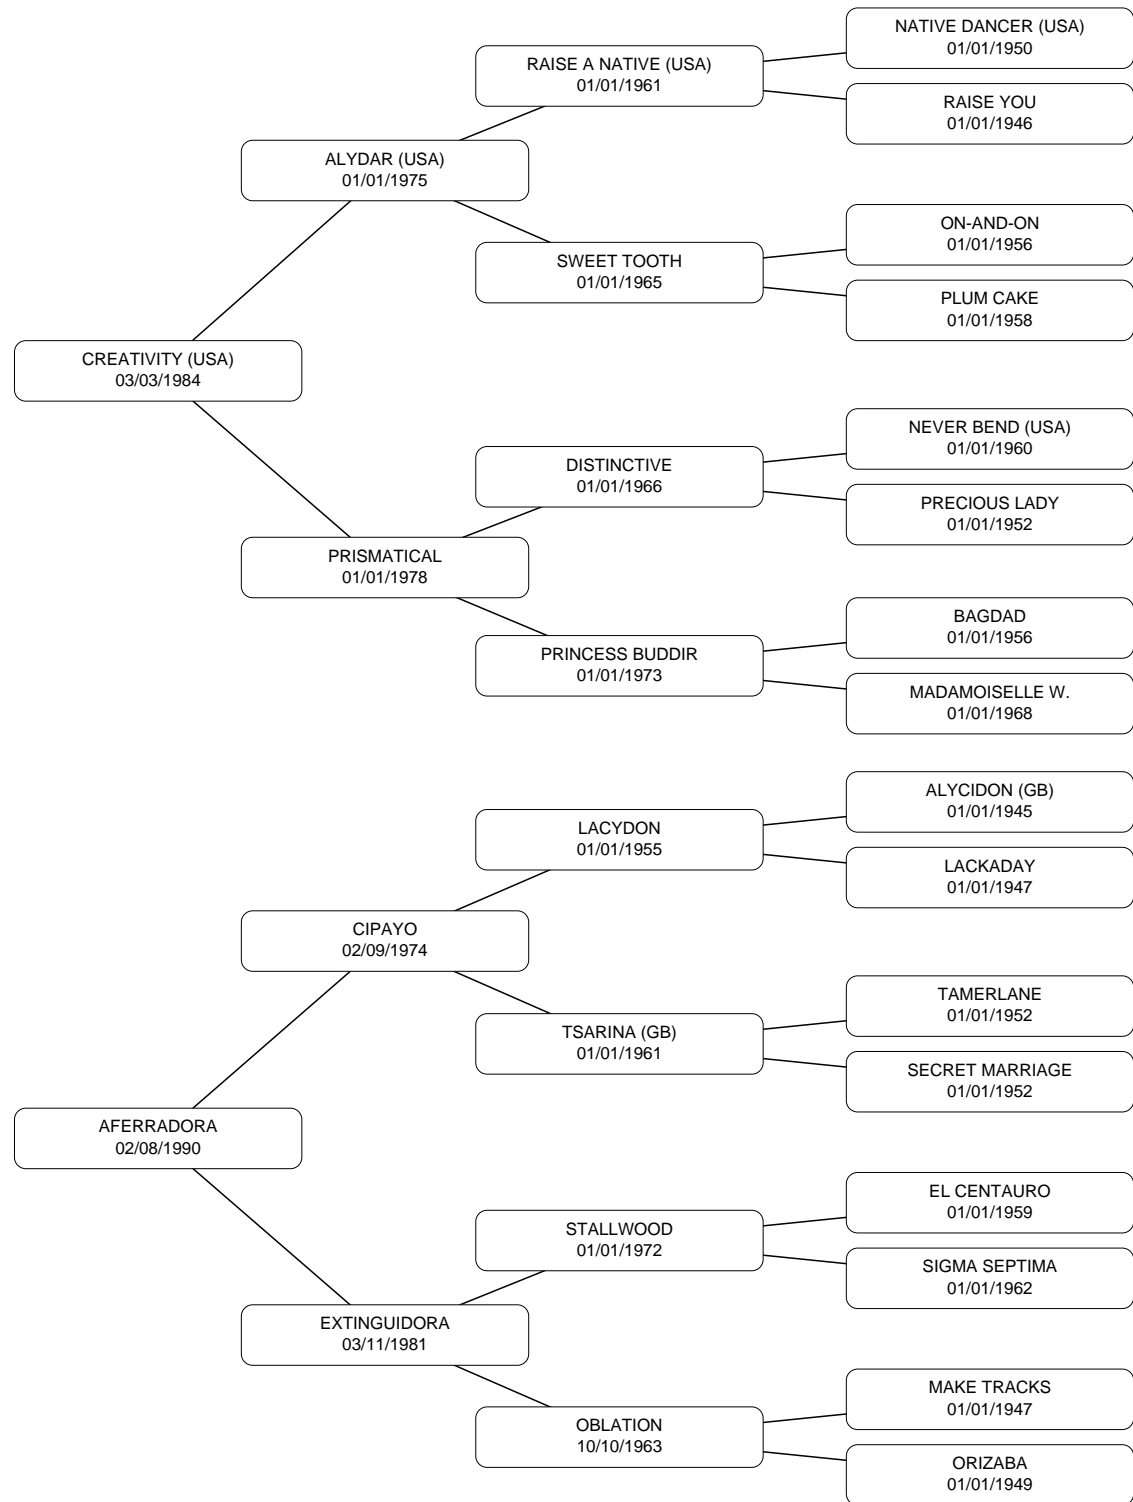 NATIVE DANCER (USA)
01/01/1950
RAISE A NATIVE (USA)
01/01/1961
RAISE YOU
01/01/1946
ALYDAR (USA)
01/01/1975
ON-AND-ON
01/01/1956
SWEET TOOTH
01/01/1965
PLUM CAKE
01/01/1958
CREATIVITY (USA)
03/03/1984
NEVER BEND (USA)
01/01/1960
DISTINCTIVE
01/01/1966
PRECIOUS LADY
01/01/1952
PRISMATICAL
01/01/1978
BAGDAD
01/01/1956
PRINCESS BUDDIR
01/01/1973
MADAMOISELLE W.
01/01/1968
ALYCIDON (GB)
01/01/1945
LACYDON
01/01/1955
LACKADAY
01/01/1947
CIPAYO
02/09/1974
TAMERLANE
01/01/1952
TSARINA (GB)
01/01/1961
SECRET MARRIAGE
01/01/1952
AFERRADORA
02/08/1990
EL CENTAURO
01/01/1959
STALLWOOD
01/01/1972
SIGMA SEPTIMA
01/01/1962
EXTINGUIDORA
03/11/1981
MAKE TRACKS
01/01/1947
OBLATION
10/10/1963
ORIZABA
01/01/1949